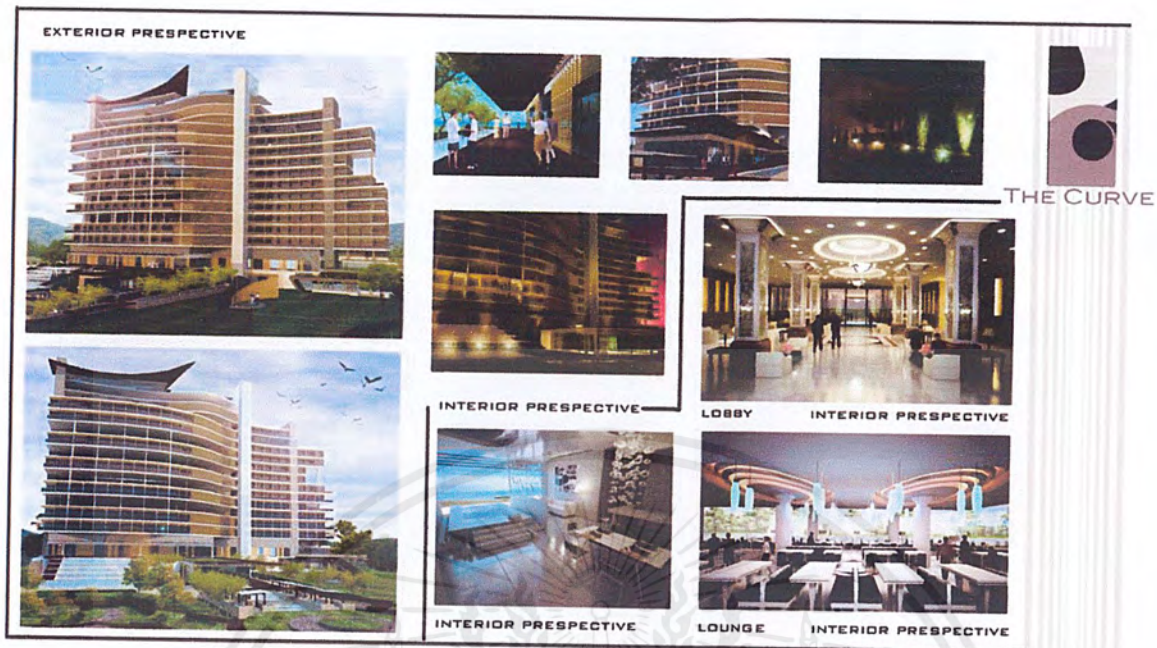 EXTERIOR PRESPECTIVE
THE CURVE
INTERIOR PRESPECTIVE
LOBBY INTERIOR PRESPECTIVE
INTERIOR PRESPECTIVE
LOUNGE INTERIOR PRESPECTIVE